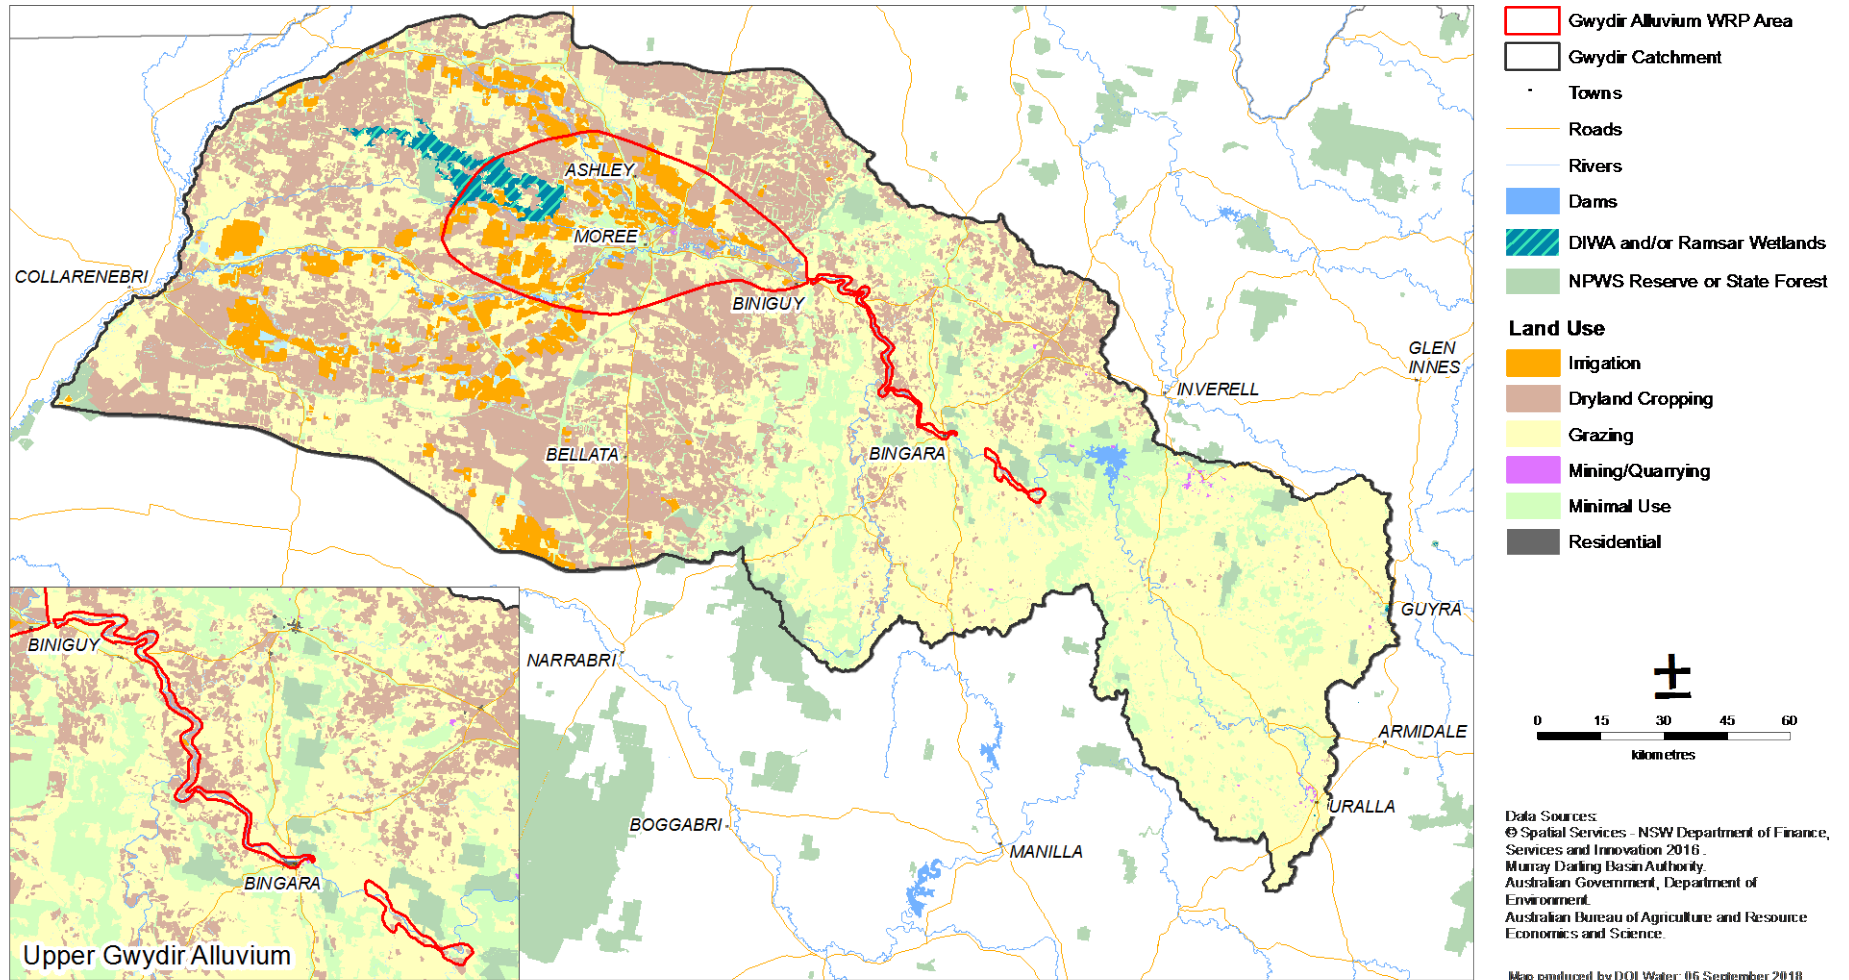 ASHLEY
MOREE
COLLARENEBRI
BINIGUY
GLEN
INNES
INVERELL
BELLATA
BINGARA
GUYRA
NARRABRI
ARMIDALE
URALLA
BOGGABRI
MANILLA
BINIGUY
BINGARA
Upper Gwydir Alluvium
Gwydir Alluvium WRP Area
Gwydir Catchment
Towns
Roads
Rivers
Dams
DIWA and/or Ramsar Wetlands
NPWS Reserve or State Forest
Land Use
Irrigation
Dryland Cropping
Grazing
Mining/Quarrying
Minimal Use
Residential
0 15 30 45 60
kilometres
Data Sources:
© Spatial Services - NSW Department of Finance,
Services and Innovation 2016.
Murray Darling Basin Authority.
Australian Government, Department of
Environment.
Australian Bureau of Agriculture and Resource
Economics and Science.
Map produced by DOI Water: 06 September 2018